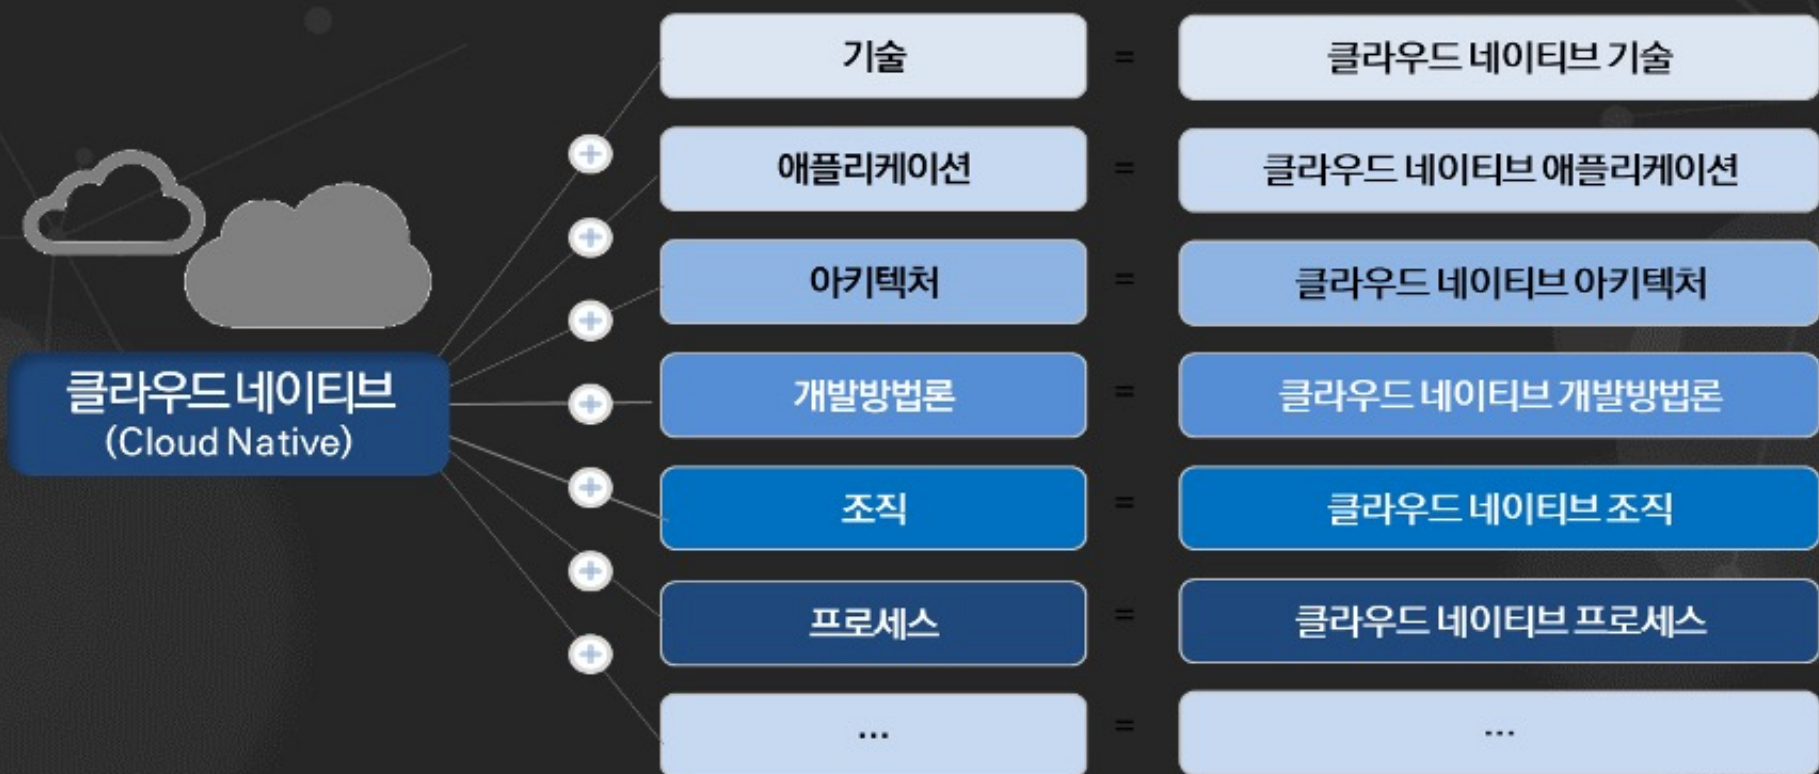 클라우드 네이티브
(Cloud Native)
기술 = 클라우드 네이티브 기술
애플리케이션 = 클라우드 네이티브 애플리케이션
아키텍처 = 클라우드 네이티브 아키텍처
개발방법론 = 클라우드 네이티브 개발방법론
조직 = 클라우드 네이티브 조직
프로세스 = 클라우드 네이티브 프로세스
... = ...